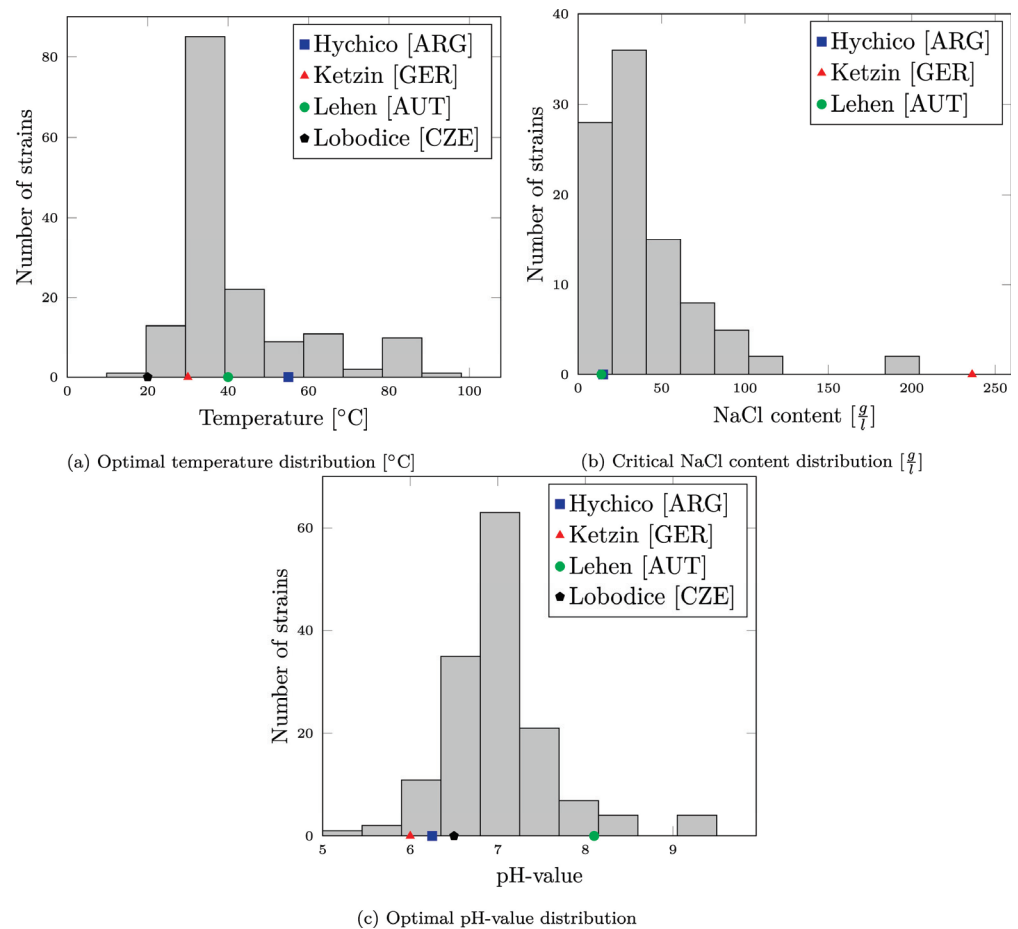 80
60
40
20
0
0
20
40
60
80
100
Number of strains
Temperature [°C]
Hychico [ARG]
Ketzin [GER]
Lehen [AUT]
Lobodice [CZE]
(a) Optimal temperature distribution [°C]
40
30
20
10
0
0
50
100
150
200
250
Number of strains
NaCl content [g/l]
Hychico [ARG]
Ketzin [GER]
Lehen [AUT]
(b) Critical NaCl content distribution [g/l]
60
40
20
0
5
6
7
8
9
Number of strains
pH-value
Hychico [ARG]
Ketzin [GER]
Lehen [AUT]
Lobodice [CZE]
(c) Optimal pH-value distribution